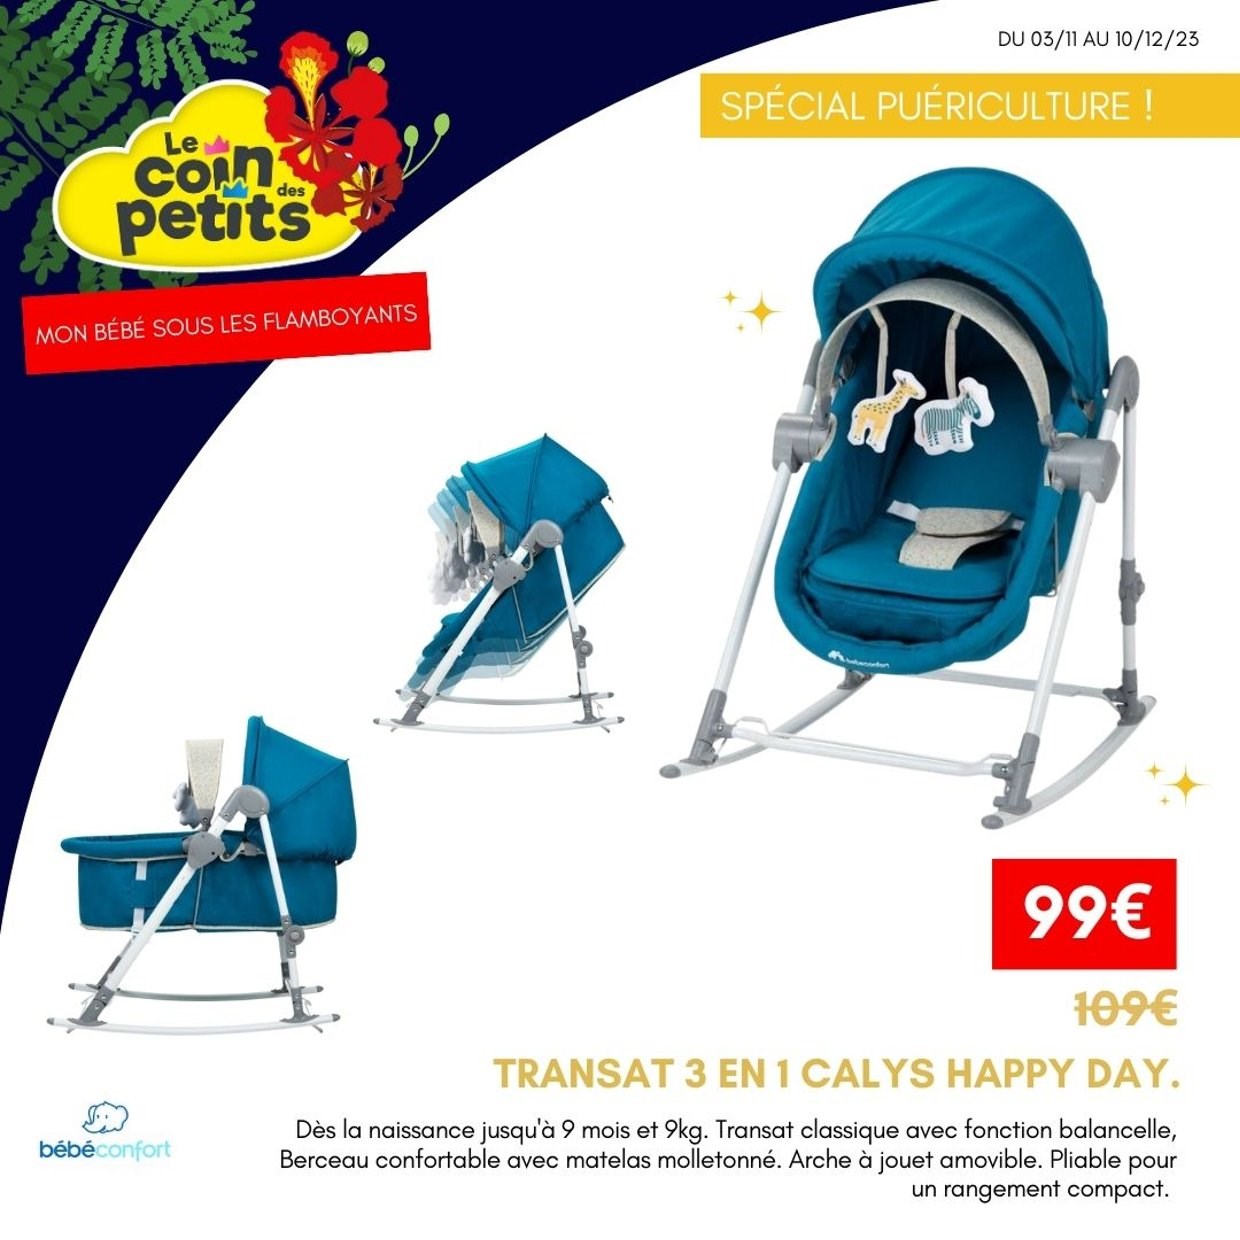 DU 03/11 AU 10/12/23
SPÉCIAL PUÉRICULTURE !
Le
coin
des
petits
MON BÉBÉ SOUS LES FLAMBOYANTS
bébéconfort
99€
109€
TRANSAT 3 EN 1 CALYS HAPPY DAY.
Dès la naissance jusqu'à 9 mois et 9kg. Transat classique avec fonction balancelle,
Berceau confortable avec matelas molletonné. Arche à jouet amovible. Pliable pour
un rangement compact.
bébéconfort